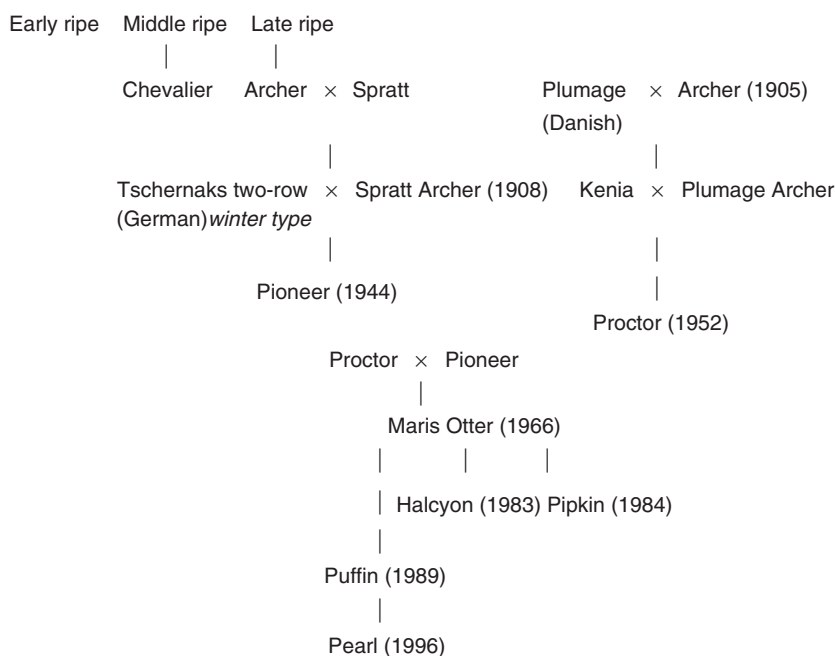 Early ripe Middle ripe Late ripe
Chevalier Archer × Spratt Plumage × Archer (1905)
(Danish)
Tschernaks two-row × Spratt Archer (1908) Kenia × Plumage Archer
(German)winter type
Pioneer (1944)
Proctor (1952)
Proctor × Pioneer
Maris Otter (1966)
Halcyon (1983) Pipkin (1984)
Puffin (1989)
Pearl (1996)